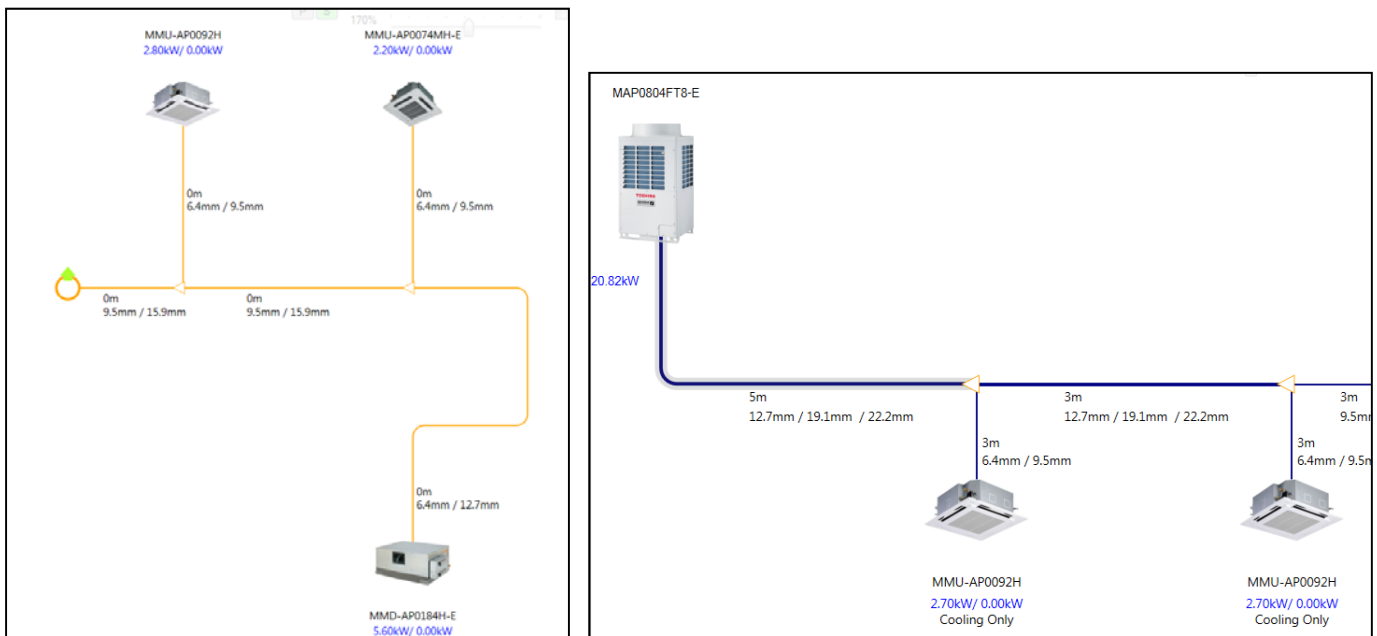 170%
MMU-AP0092H
2.80kW/ 0.00kW
MMU-AP0074MH-E
2.20kW/ 0.00kW
0m
6.4mm / 9.5mm
0m
6.4mm / 9.5mm
0m
9.5mm / 15.9mm
0m
9.5mm / 15.9mm
0m
6.4mm / 12.7mm
MMD-AP0184H-E
5.60kW/ 0.00kW
MAP0804FT8-E
TOSHIBA
20.82kW
5m
12.7mm / 19.1mm / 22.2mm
3m
12.7mm / 19.1mm / 22.2mm
3m
3m
6.4mm / 9.5mm
3m
MMU-AP0092H
2.70kW/ 0.00kW
Cooling Only
MMU-AP0092H
2.70kW/ 0.00kW
Cooling Only